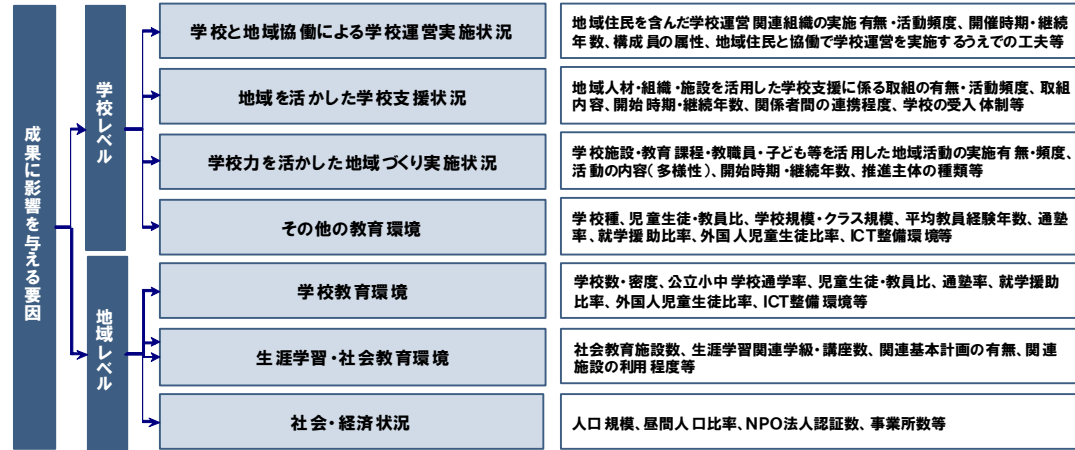 成果に影響を与える要因
学校レベル
学校と地域協働による学校運営実施状況
地域住民を含んだ学校運営関連組織の実施有無・活動頻度、開催時期・継続
年数、構成員の属性、地域住民と協働で学校運営を実施するうえでの工夫等
地域を活かした学校支援状況
地域人材・組織・施設を活用した学校支援に係る取組の有無・活動頻度、取組
内容、開始時期・継続年数、関係者間の連携程度、学校の受入体制等
学校力を活かした地域づくり実施状況
学校施設・教育課程・教職員・子ども等を活用した地域活動の実施有無・頻度、
活動の内容(多様性)、開始時期・継続年数、推進主体の種類等
その他の教育環境
学校種、児童生徒・教員比、学校規模・クラス規模、平均教員経験年数、通塾
率、就学援助比率、外国人児童生徒比率、ICT整備環境等
地域レベル
学校教育環境
学校数・密度、公立小中学校通学率、児童生徒・教員比、通塾率、就学援助
比率、外国人児童生徒比率、ICT整備環境等
生涯学習・社会教育環境
社会教育施設数、生涯学習関連学級・講座数、関連基本計画の有無、関連
施設の利用程度等
社会・経済状況
人口規模、昼間人口比率、NPO法人認証数、事業所数等